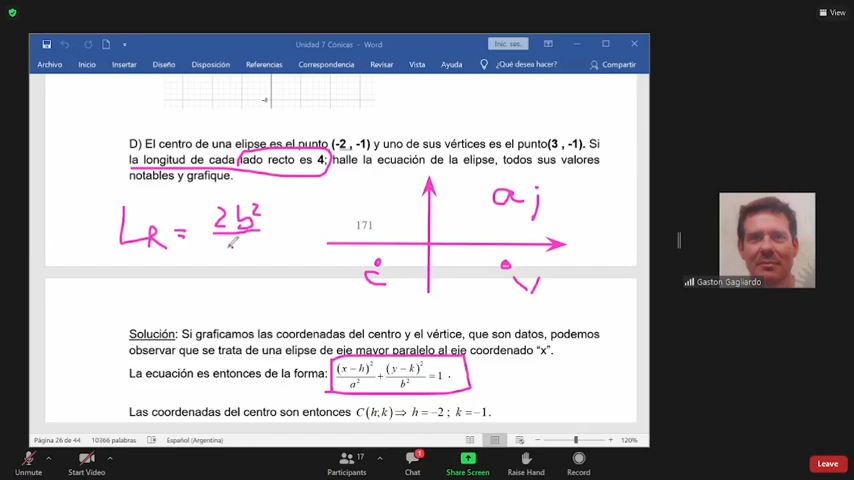 View
Unidad 7 Cónicas - Word
Inic. ses.
Archivo Inicio Insertar Diseño Disposición Referencias Correspondencia Revisar Vista Ayuda ¿Qué desea hacer? Compartir
D) El centro de una elipse es el punto (-2 , -1) y uno de sus vértices es el punto(3 , -1). Si
la longitud de cada lado recto es 4; halle la ecuación de la elipse, todos sus valores
notables y grafique.
LR = 2b²
a;
171
c
v
Solución: Si graficamos las coordenadas del centro y el vértice, que son datos, podemos
observar que se trata de una elipse de eje mayor paralelo al eje coordenado "x".
La ecuación es entonces de la forma: (x − h)²/a² + (y − k)²/b² = 1 .
Las coordenadas del centro son entonces C(h;k) ⟹ h = −2 ; k = −1.
Página 26 de 44 10366 palabras Español (Argentina) 120%
Gaston Gagliardo
Unmute Start Video 17 Participants 1 Chat Share Screen Raise Hand Record Leave